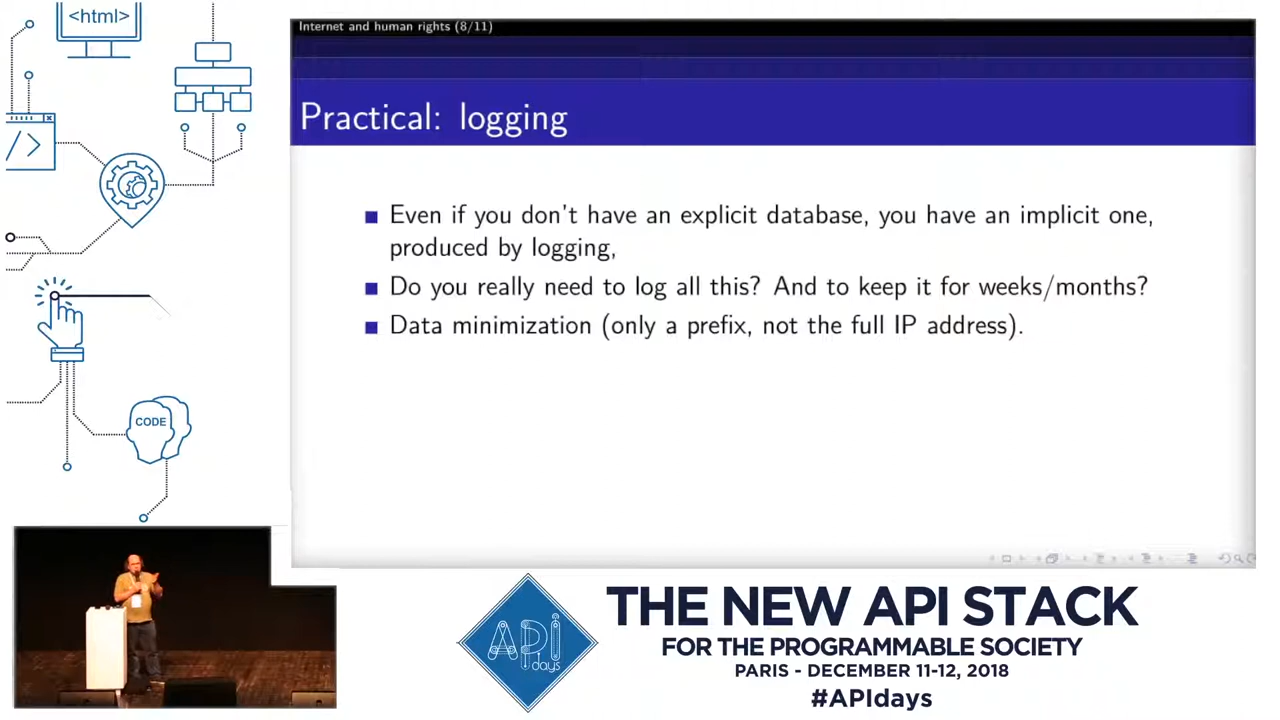 <html>
</>
CODE
Internet and human rights (8/11)
Practical: logging
Even if you don't have an explicit database, you have an implicit one,
produced by logging,
Do you really need to log all this? And to keep it for weeks/months?
Data minimization (only a prefix, not the full IP address).
API
days
THE NEW API STACK
FOR THE PROGRAMMABLE SOCIETY
PARIS - DECEMBER 11-12, 2018
#APIdays